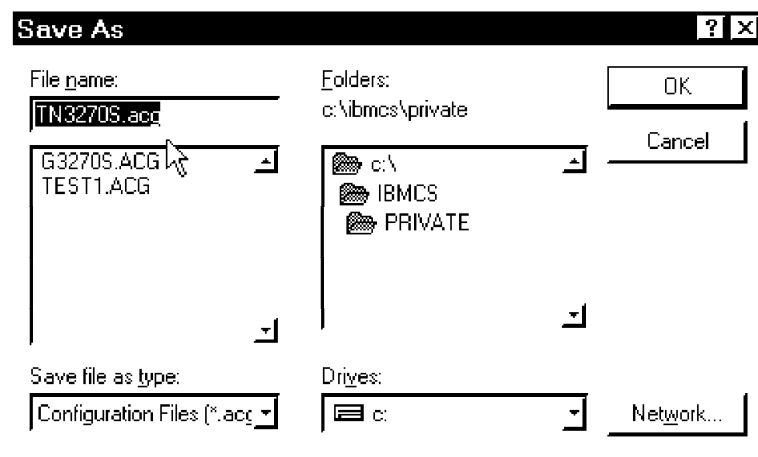 Save As
File name:
TN3270S.acg
G3270S.ACG
TEST1.ACG
Save file as type:
Configuration Files (*.acg
Folders:
c:\ibmcs\private
c:\
IBMCS
PRIVATE
Drives:
c:
OK
Cancel
Network...